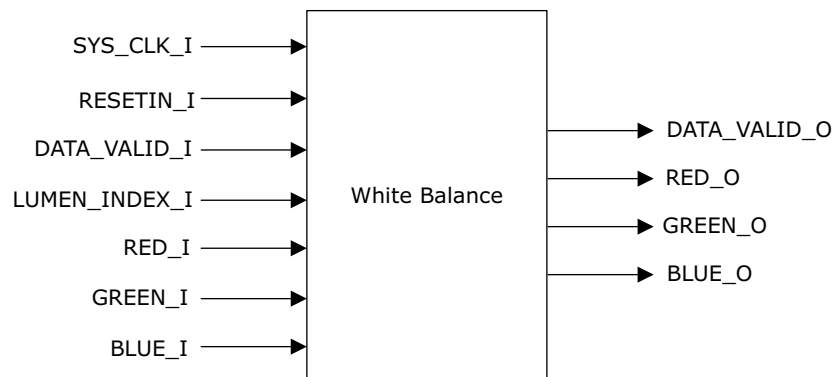 SYS_CLK_I
RESETIN_I
DATA_VALID_I
LUMEN_INDEX_I
RED_I
GREEN_I
BLUE_I
White Balance
DATA_VALID_O
RED_O
GREEN_O
BLUE_O